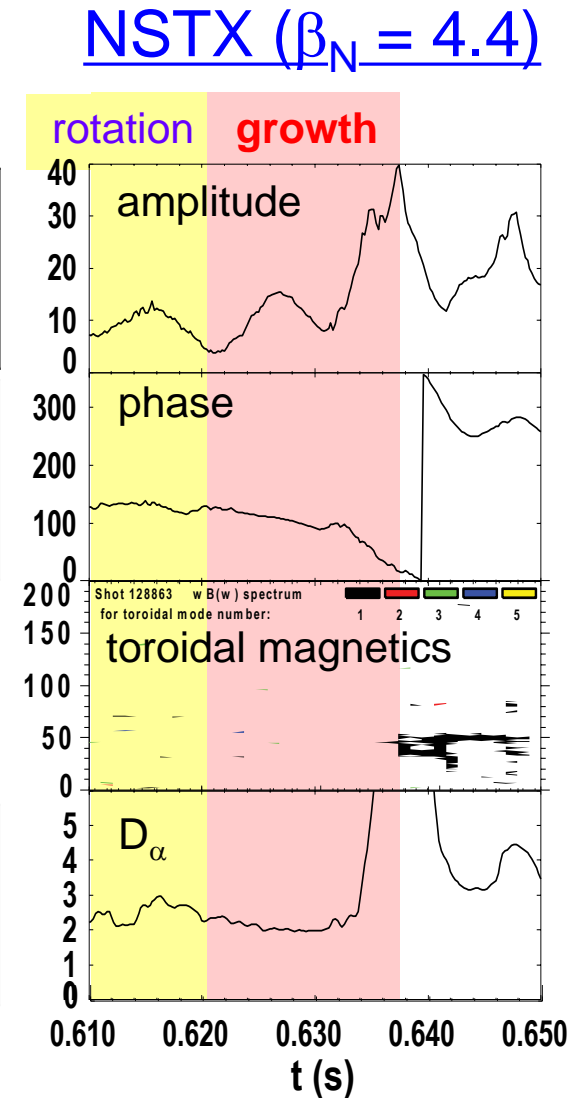 NSTX (βN = 4.4)
rotation growth
amplitude
40
30
20
10
0
phase
300
200
100
0
Shot 128863 w B(w) spectrum
for toroidal mode number:
1 2 3 4 5
toroidal magnetics
200
150
100
50
0
Dα
5
4
3
2
1
0
0.610 0.620 0.630 0.640 0.650
t (s)